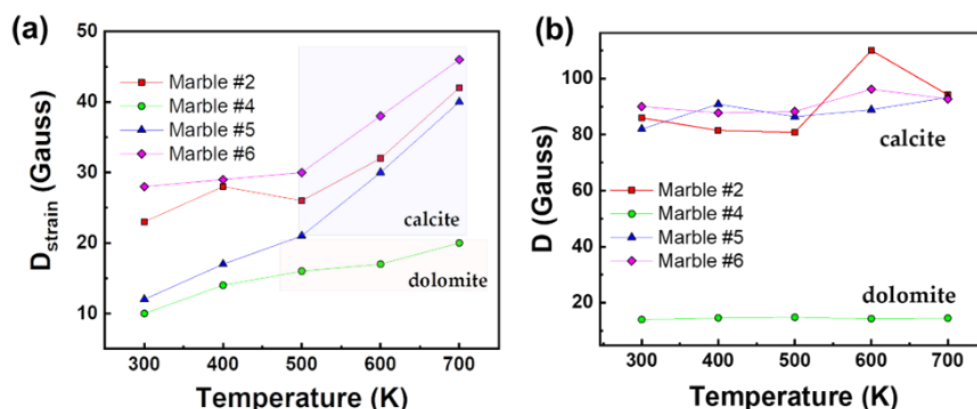 (a)
50
40
30
20
10
D_strain (Gauss)
Marble #2
Marble #4
Marble #5
Marble #6
calcite
dolomite
300 400 500 600 700
Temperature (K)
(b)
100
80
60
40
20
D (Gauss)
calcite
Marble #2
Marble #4
Marble #5
Marble #6
dolomite
300 400 500 600 700
Temperature (K)